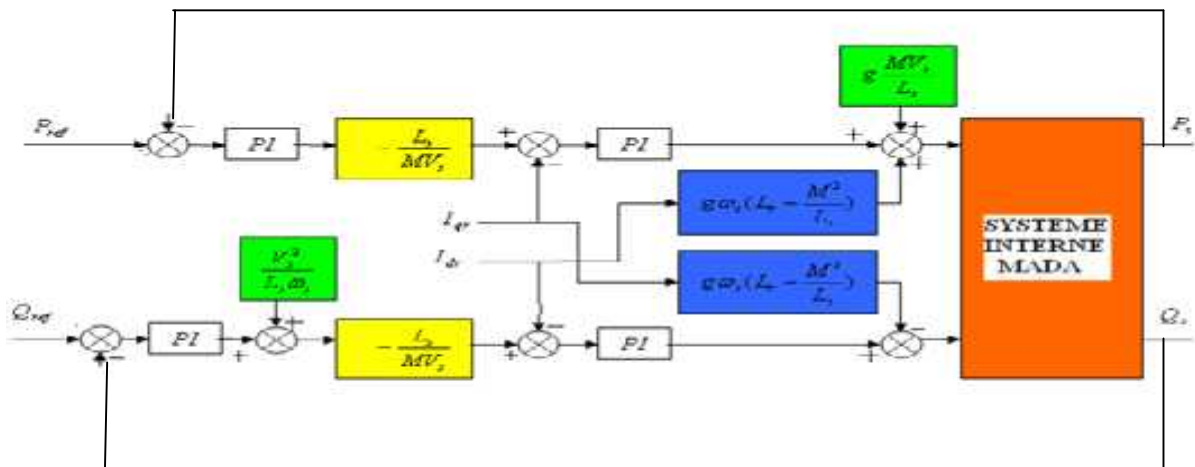 g MV_s / L_s
P_ref
PI
- L_s / MV_s
PI
P_s
gω_s(L_r - M² / L_s)
I_qr
I_dr
SYSTEME
INTERNE
MADA
V_s² / L_s ω_s
gω_s(L_r - M² / L_s)
Q_ref
PI
- L_s / MV_s
PI
Q_s